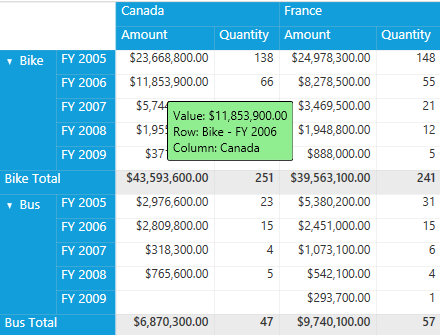 Canada France
Amount Quantity Amount Quantity
Bike FY 2005 $23,668,800.00 138 $24,978,300.00 148
FY 2006 $11,853,900.00 66 $8,278,500.00 55
FY 2007 $5,74 $3,469,500.00 21
FY 2008 $1,95 $1,948,800.00 12
FY 2009 $37 $888,000.00 5
Value: $11,853,900.00
Row: Bike - FY 2006
Column: Canada
Bike Total $43,593,600.00 251 $39,563,100.00 241
Bus FY 2005 $2,976,600.00 23 $5,380,200.00 31
FY 2006 $2,809,800.00 15 $2,451,000.00 15
FY 2007 $318,300.00 4 $1,073,100.00 6
FY 2008 $765,600.00 5 $542,100.00 4
FY 2009 $293,700.00 1
Bus Total $6,870,300.00 47 $9,740,100.00 57